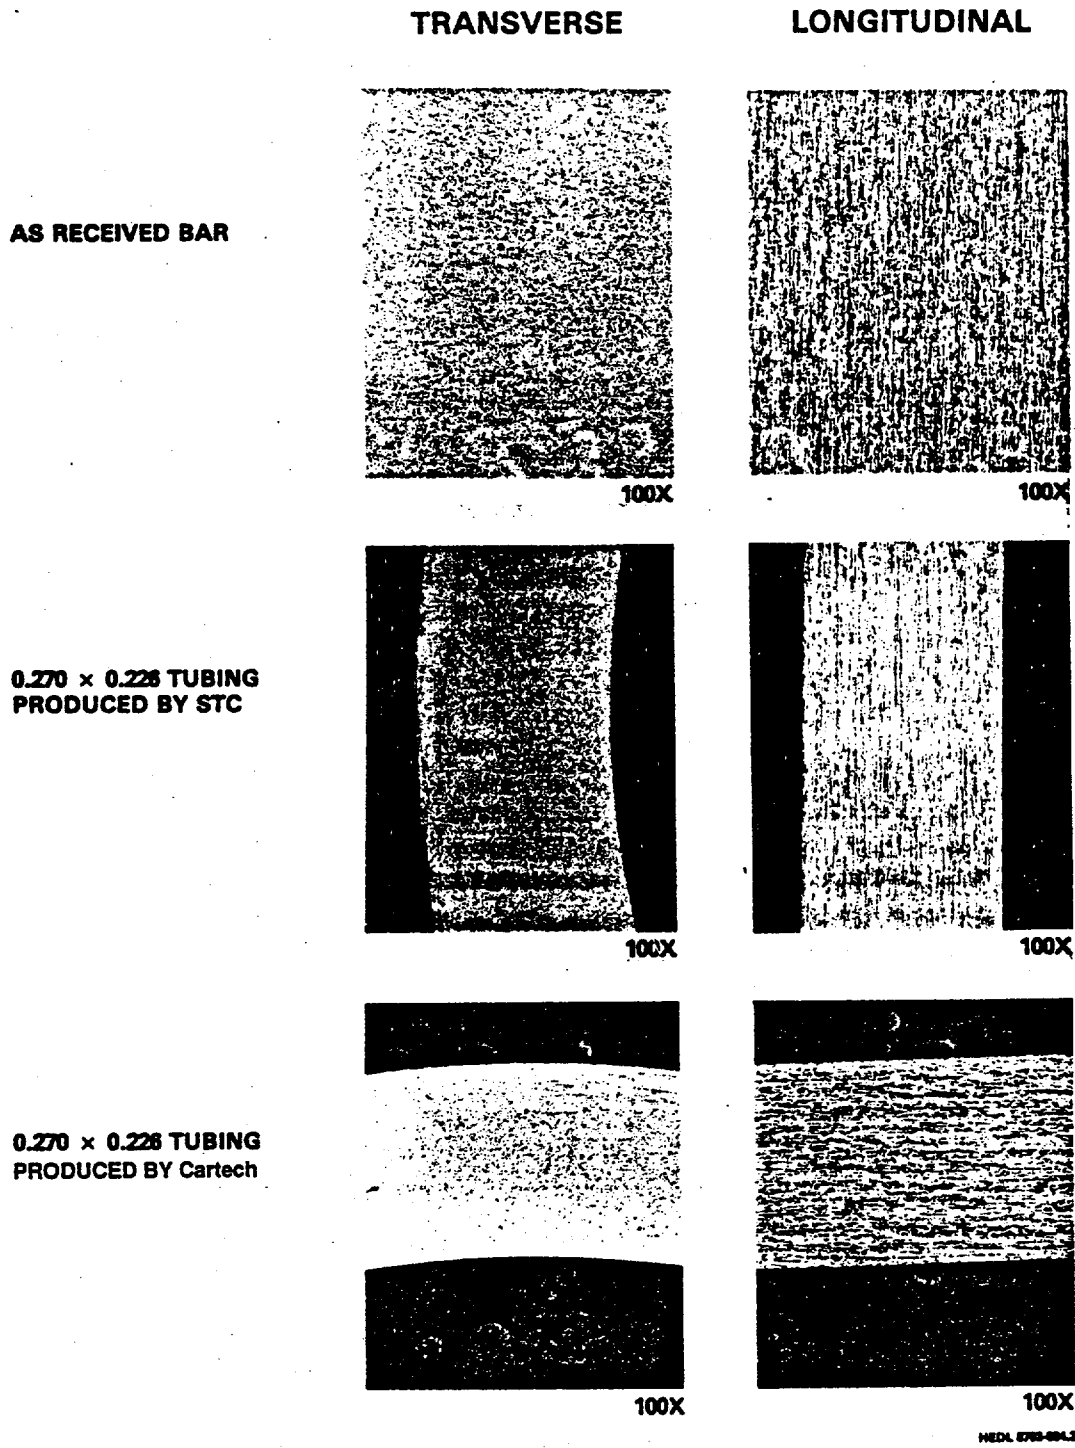 TRANSVERSE LONGITUDINAL
AS RECEIVED BAR
100X 100X
0.270 × 0.226 TUBING
PRODUCED BY STC
100X 100X
0.270 × 0.226 TUBING
PRODUCED BY Cartech
100X 100X
HEDL